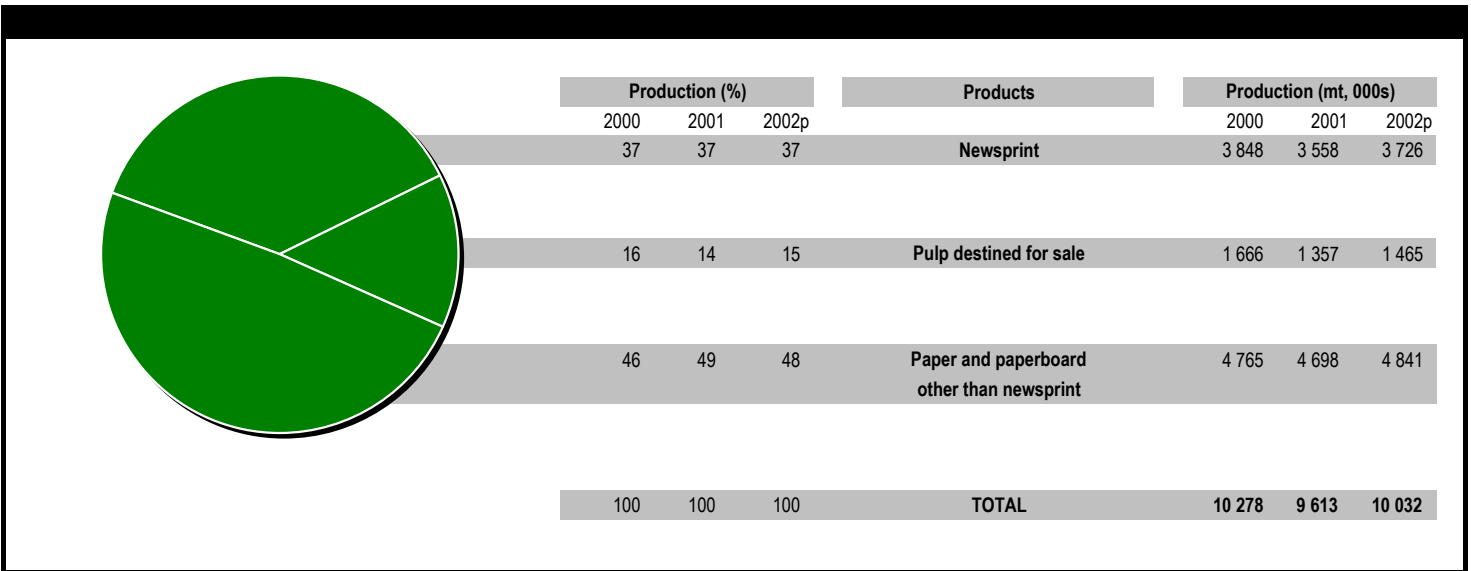 Production (%) Products Production (mt, 000s)
2000 2001 2002p 2000 2001 2002p
37 37 37 Newsprint 3 848 3 558 3 726
16 14 15 Pulp destined for sale 1 666 1 357 1 465
46 49 48 Paper and paperboard 4 765 4 698 4 841
other than newsprint
100 100 100 TOTAL 10 278 9 613 10 032